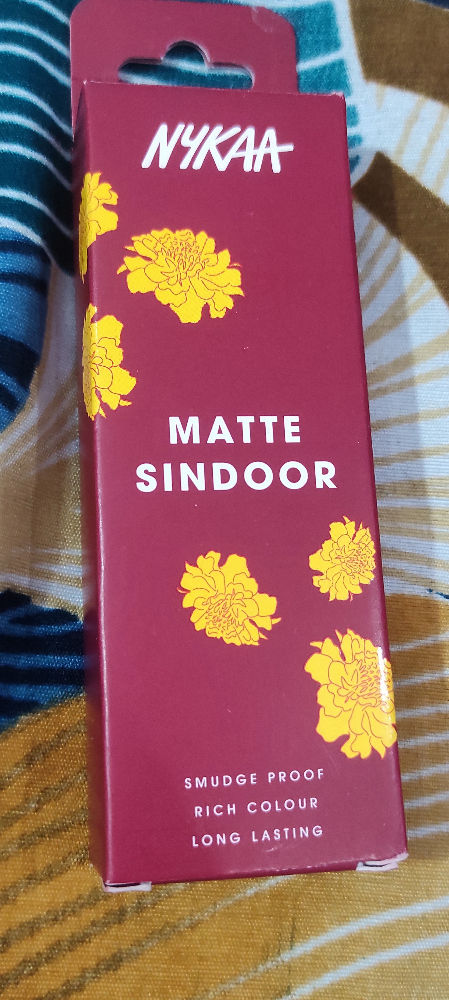 NYKAA
MATTE
SINDOOR
SMUDGE PROOF
RICH COLOUR
LONG LASTING